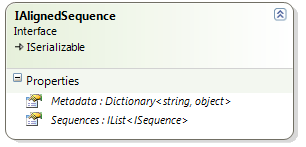 IAlignedSequence
Interface
ISerializable
Properties
Metadata : Dictionary<string, object>
Sequences : IList<ISequence>